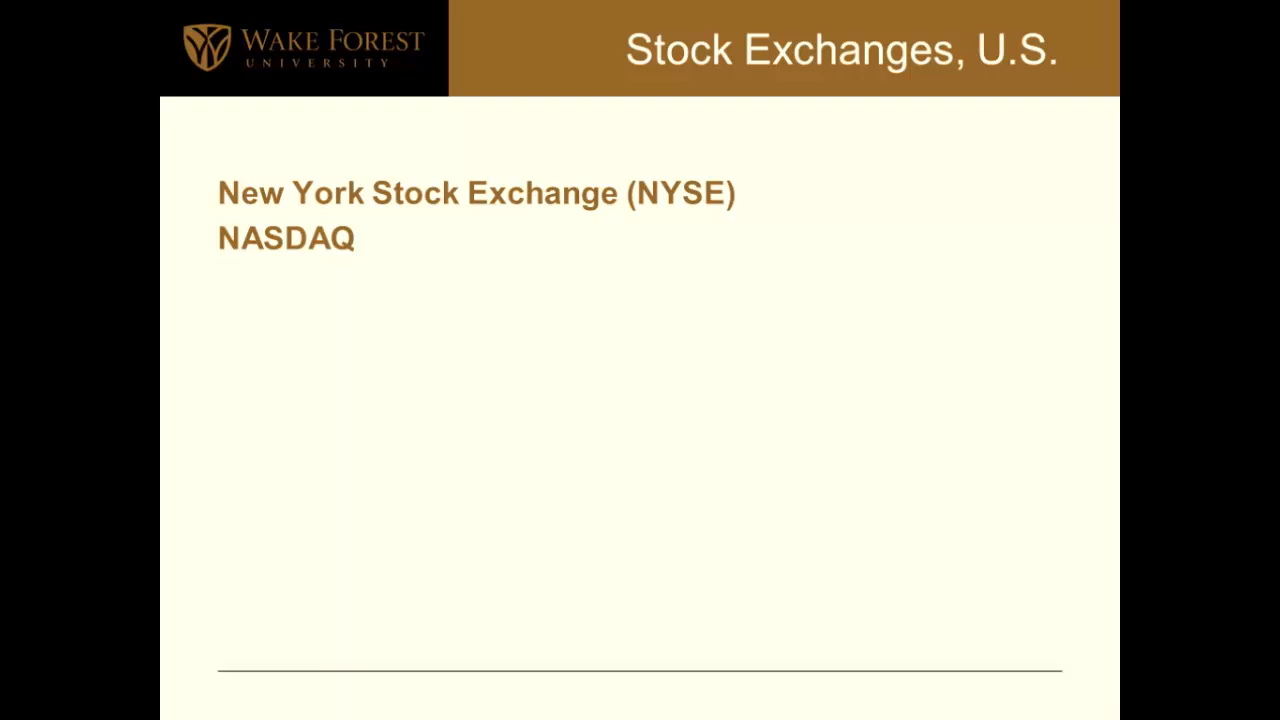 WAKE FOREST
UNIVERSITY
Stock Exchanges, U.S.
New York Stock Exchange (NYSE)
NASDAQ